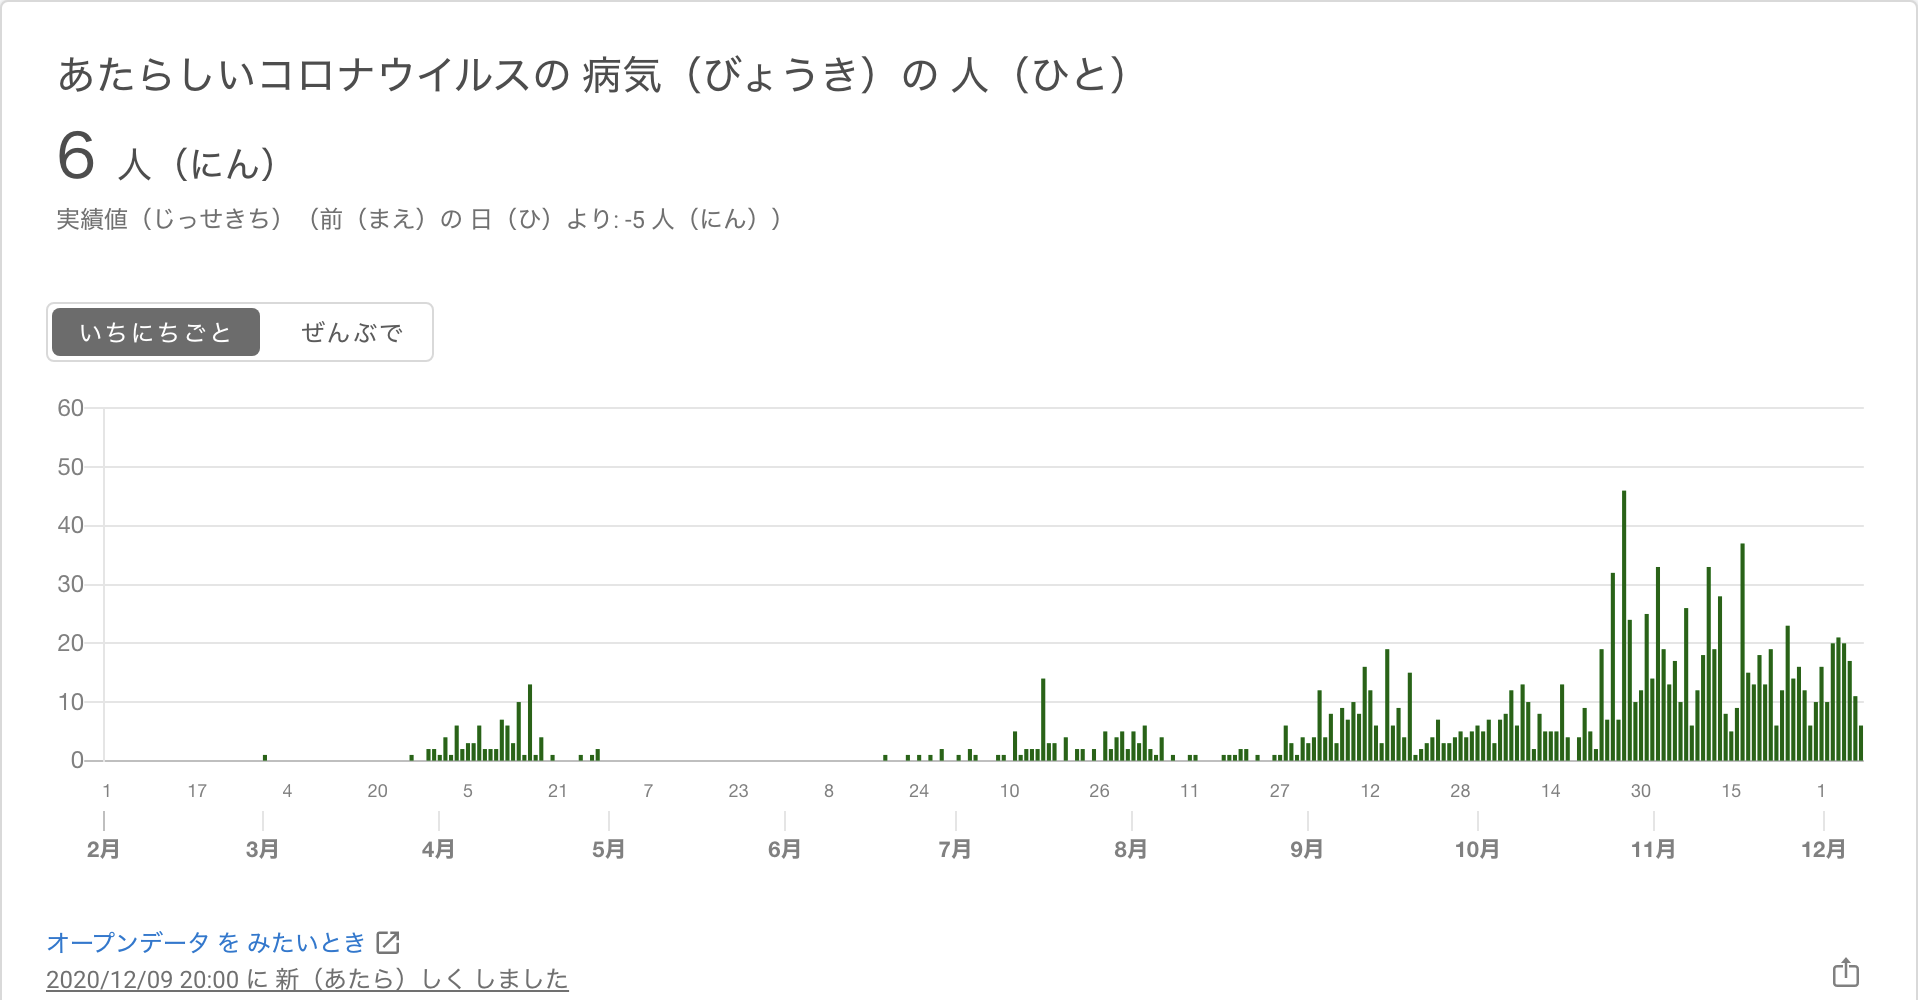 あたらしいコロナウイルスの 病気（びょうき）の 人（ひと）
6 人（にん）
実績値（じっせきち）（前（まえ）の 日（ひ）より: -5 人（にん））
いちにちごと ぜんぶで
60
50
40
30
20
10
0
1 17 4 20 5 21 7 23 8 24 10 26 11 27 12 28 14 30 15 1
2月 3月 4月 5月 6月 7月 8月 9月 10月 11月 12月
オープンデータ を みたいとき
2020/12/09 20:00 に 新（あたら）しく しました